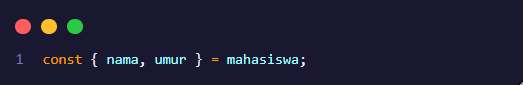 1 const { nama, umur } = mahasiswa;